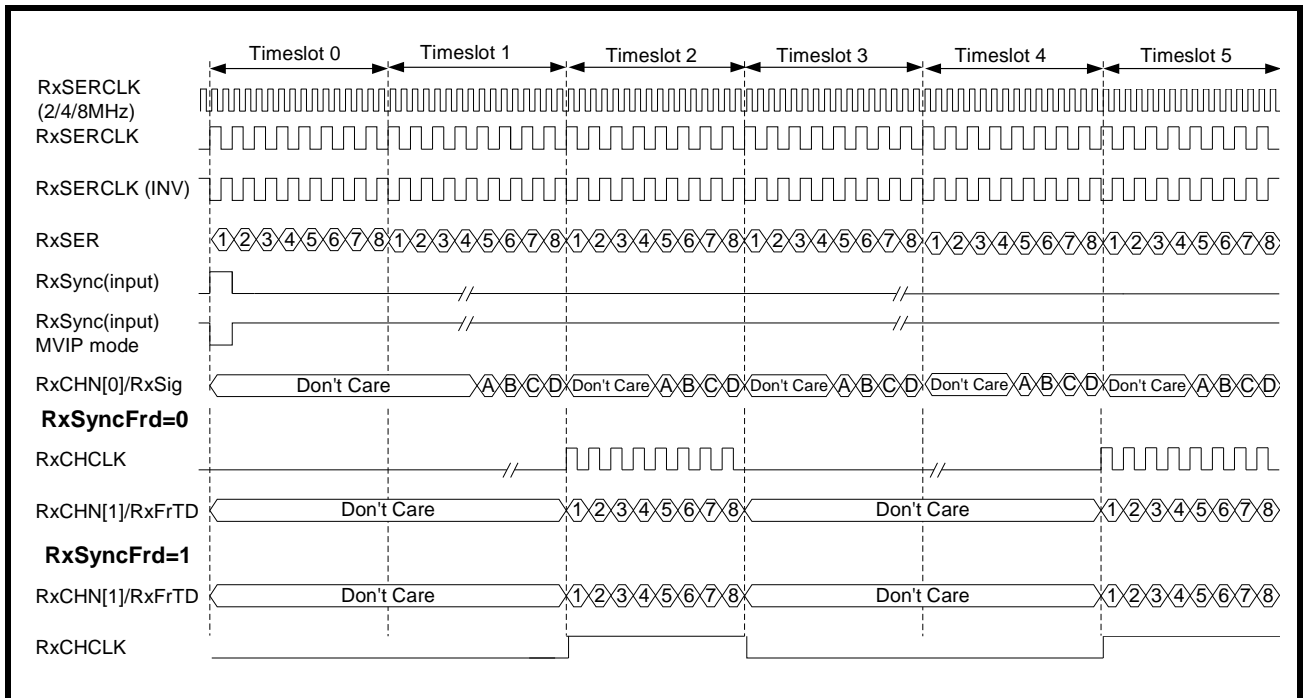 Timeslot 0 Timeslot 1 Timeslot 2 Timeslot 3 Timeslot 4 Timeslot 5
RxSERCLK
(2/4/8MHz)
RxSERCLK
RxSERCLK (INV)
RxSER 1 2 3 4 5 6 7 8 1 2 3 4 5 6 7 8 1 2 3 4 5 6 7 8 1 2 3 4 5 6 7 8 1 2 3 4 5 6 7 8 1 2 3 4 5 6 7 8
RxSync(input)
RxSync(input)
MVIP mode
RxCHN[0]/RxSig Don't Care A B C D Don't Care A B C D Don't Care A B C D Don't Care A B C D Don't Care A B C D
RxSyncFrd=0
RxCHCLK
RxCHN[1]/RxFrTD Don't Care 1 2 3 4 5 6 7 8 Don't Care 1 2 3 4 5 6 7 8
RxSyncFrd=1
RxCHN[1]/RxFrTD Don't Care 1 2 3 4 5 6 7 8 Don't Care 1 2 3 4 5 6 7 8
RxCHCLK